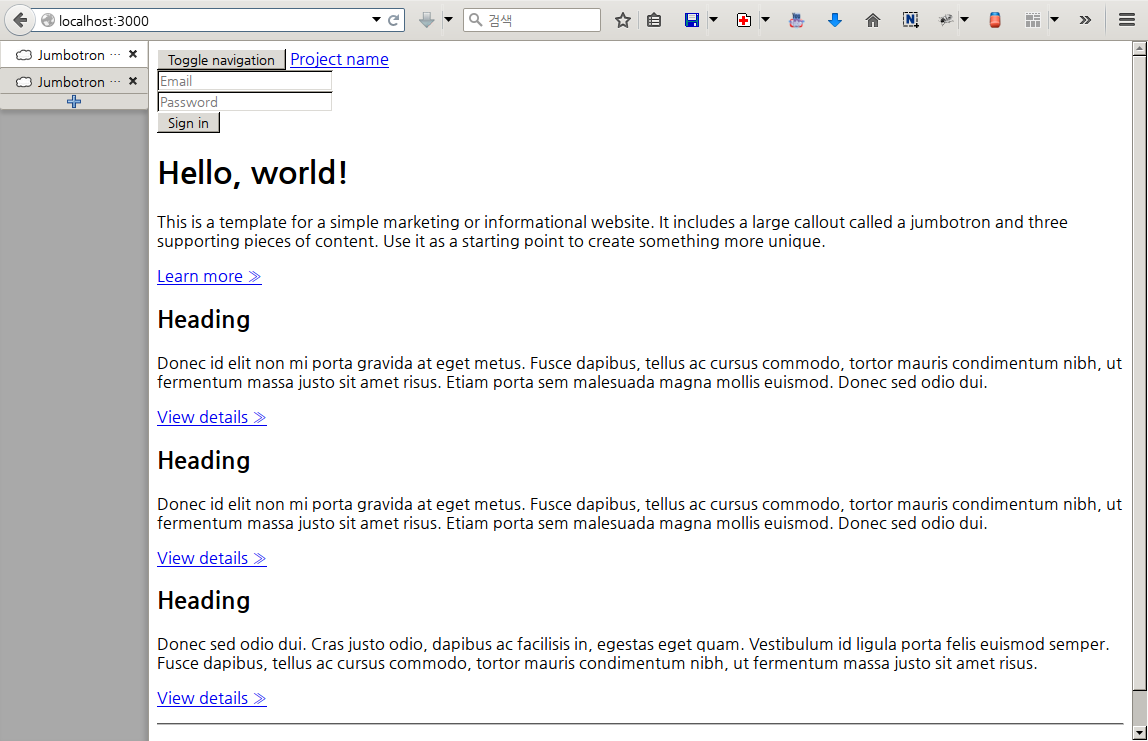 localhost:3000
검색
Jumbotron ···
Jumbotron ···
Toggle navigation Project name
Email
Password
Sign in
Hello, world!
This is a template for a simple marketing or informational website. It includes a large callout called a jumbotron and three
supporting pieces of content. Use it as a starting point to create something more unique.
Learn more »
Heading
Donec id elit non mi porta gravida at eget metus. Fusce dapibus, tellus ac cursus commodo, tortor mauris condimentum nibh, ut
fermentum massa justo sit amet risus. Etiam porta sem malesuada magna mollis euismod. Donec sed odio dui.
View details »
Heading
Donec id elit non mi porta gravida at eget metus. Fusce dapibus, tellus ac cursus commodo, tortor mauris condimentum nibh, ut
fermentum massa justo sit amet risus. Etiam porta sem malesuada magna mollis euismod. Donec sed odio dui.
View details »
Heading
Donec sed odio dui. Cras justo odio, dapibus ac facilisis in, egestas eget quam. Vestibulum id ligula porta felis euismod semper.
Fusce dapibus, tellus ac cursus commodo, tortor mauris condimentum nibh, ut fermentum massa justo sit amet risus.
View details »